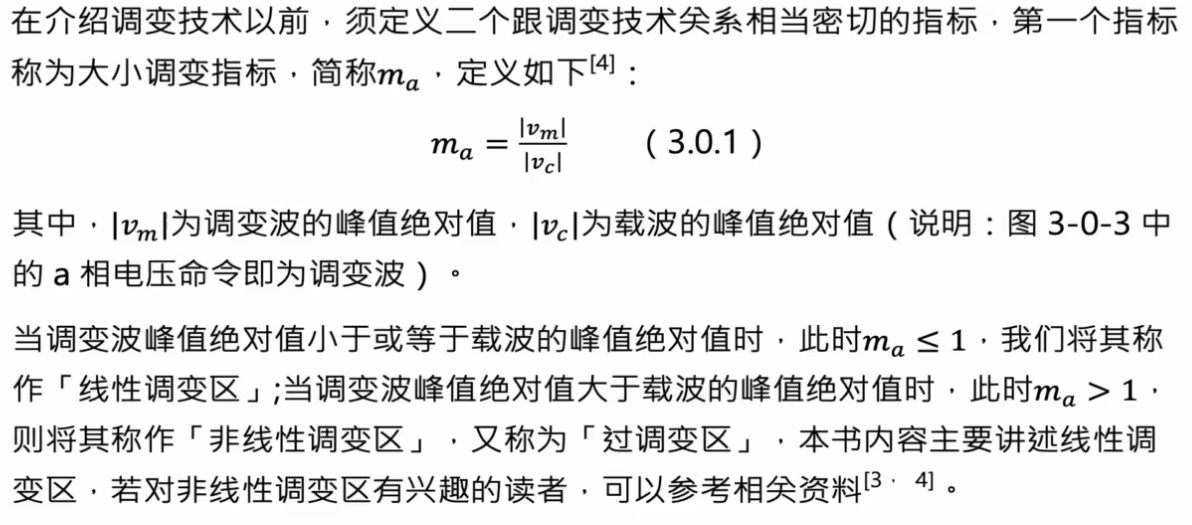 在介绍调变技术以前，须定义二个跟调变技术关系相当密切的指标，第一个指标
称为大小调变指标，简称mₐ，定义如下[4]：
mₐ = |vₘ| / |v_c| （3.0.1）
其中，|vₘ|为调变波的峰值绝对值，|v_c|为载波的峰值绝对值（说明：图 3-0-3 中
的 a 相电压命令即为调变波）。
当调变波峰值绝对值小于或等于载波的峰值绝对值时，此时mₐ ≤ 1，我们将其称
作「线性调变区」;当调变波峰值绝对值大于载波的峰值绝对值时，此时mₐ > 1，
则将其称作「非线性调变区」，又称为「过调变区」，本书内容主要讲述线性调
变区，若对非线性调变区有兴趣的读者，可以参考相关资料[3，4]。